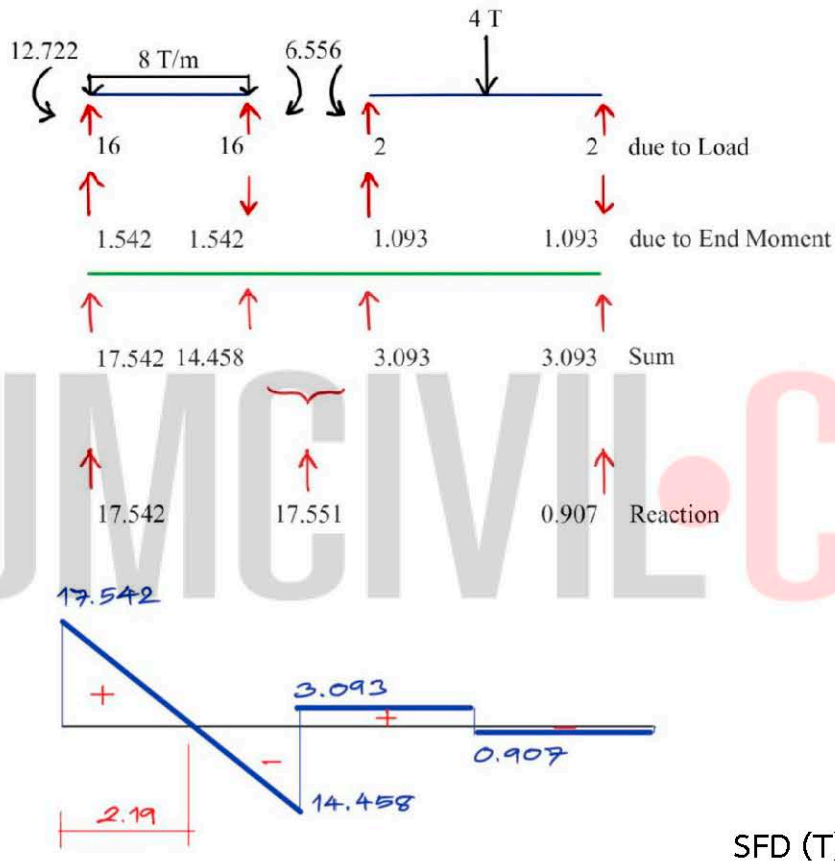 4 T
12.722 8 T/m 6.556
16 16 2 2 due to Load
1.542 1.542 1.093 1.093 due to End Moment
17.542 14.458 3.093 3.093 Sum
UMCIVIL•C
17.542 17.551 0.907 Reaction
17.542
+ 3.093 +
− − 0.907
2.19 14.458
SFD (T)